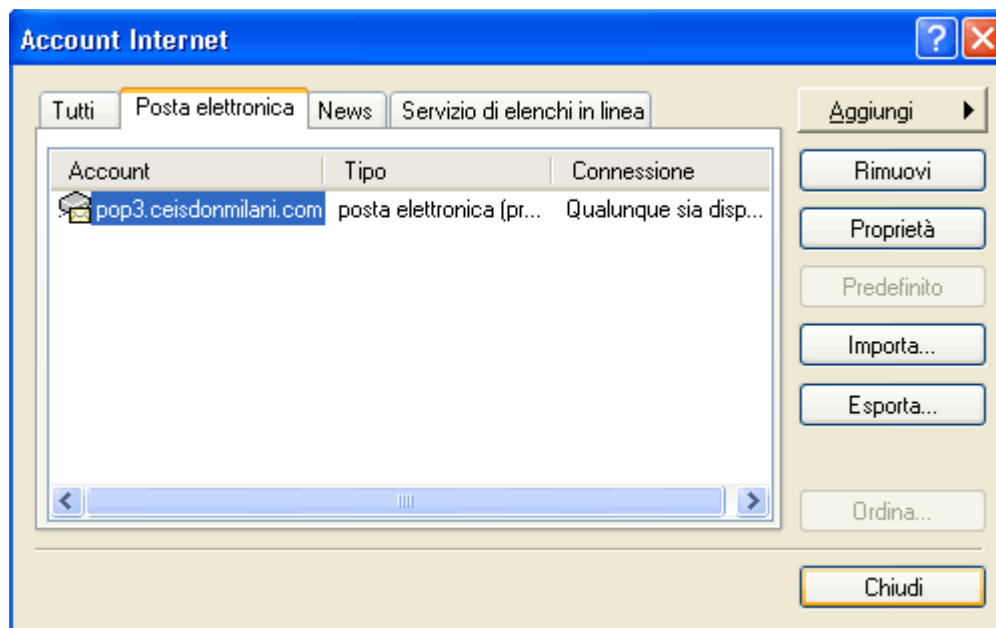 Account Internet
Tutti
Posta elettronica
News
Servizio di elenchi in linea
Account Tipo Connessione
pop3.ceisdonmilani.com posta elettronica (pr... Qualunque sia disp...
Aggiungi
Rimuovi
Proprietà
Predefinito
Importa...
Esporta...
Ordina...
Chiudi